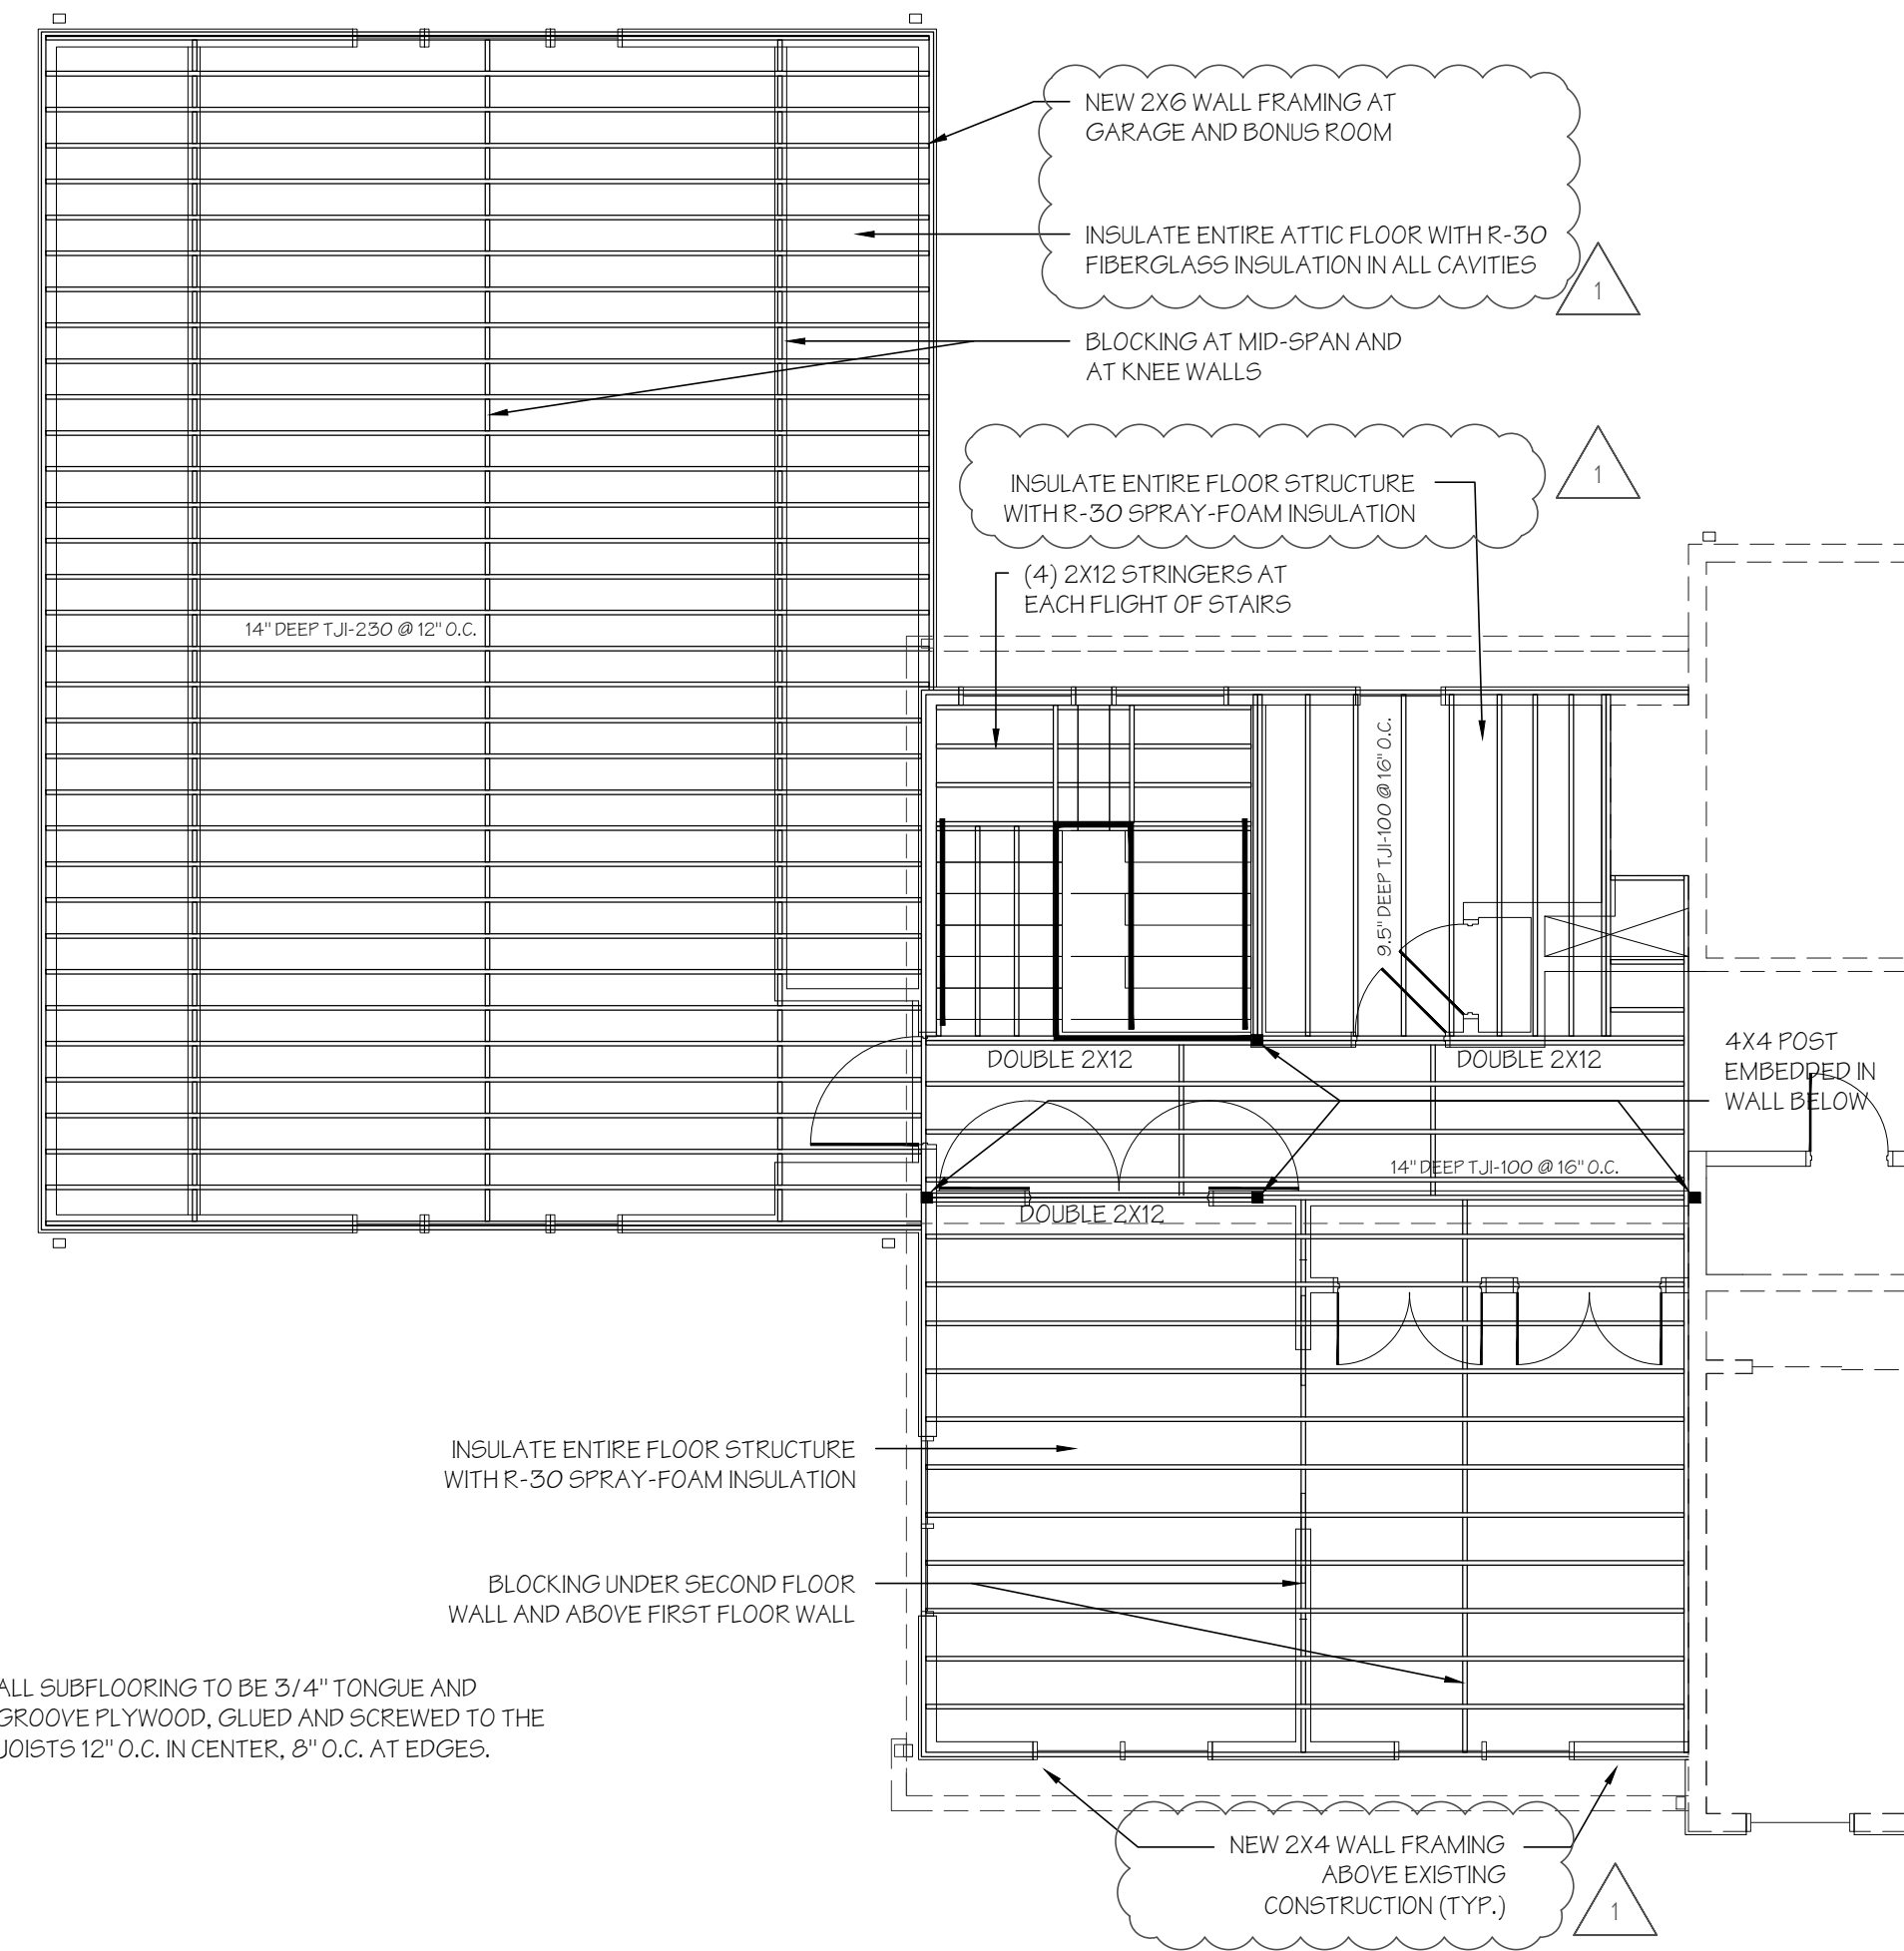 NEW 2X6 WALL FRAMING AT
GARAGE AND BONUS ROOM
INSULATE ENTIRE ATTIC FLOOR WITH R-30
FIBERGLASS INSULATION IN ALL CAVITIES
1
BLOCKING AT MID-SPAN AND
AT KNEE WALLS
1
INSULATE ENTIRE FLOOR STRUCTURE
WITH R-30 SPRAY-FOAM INSULATION
(4) 2X12 STRINGERS AT
EACH FLIGHT OF STAIRS
14" DEEP TJI-230 @ 12" O.C.
9.5" DEEP TJI-100 @ 16" O.C.
DOUBLE 2X12
DOUBLE 2X12
4X4 POST
EMBEDDED IN
WALL BELOW
14" DEEP TJI-100 @ 16" O.C.
DOUBLE 2X12
INSULATE ENTIRE FLOOR STRUCTURE
WITH R-30 SPRAY-FOAM INSULATION
BLOCKING UNDER SECOND FLOOR
WALL AND ABOVE FIRST FLOOR WALL
ALL SUBFLOORING TO BE 3/4" TONGUE AND
GROOVE PLYWOOD, GLUED AND SCREWED TO THE
JOISTS 12" O.C. IN CENTER, 8" O.C. AT EDGES.
NEW 2X4 WALL FRAMING
ABOVE EXISTING
CONSTRUCTION (TYP.)
1